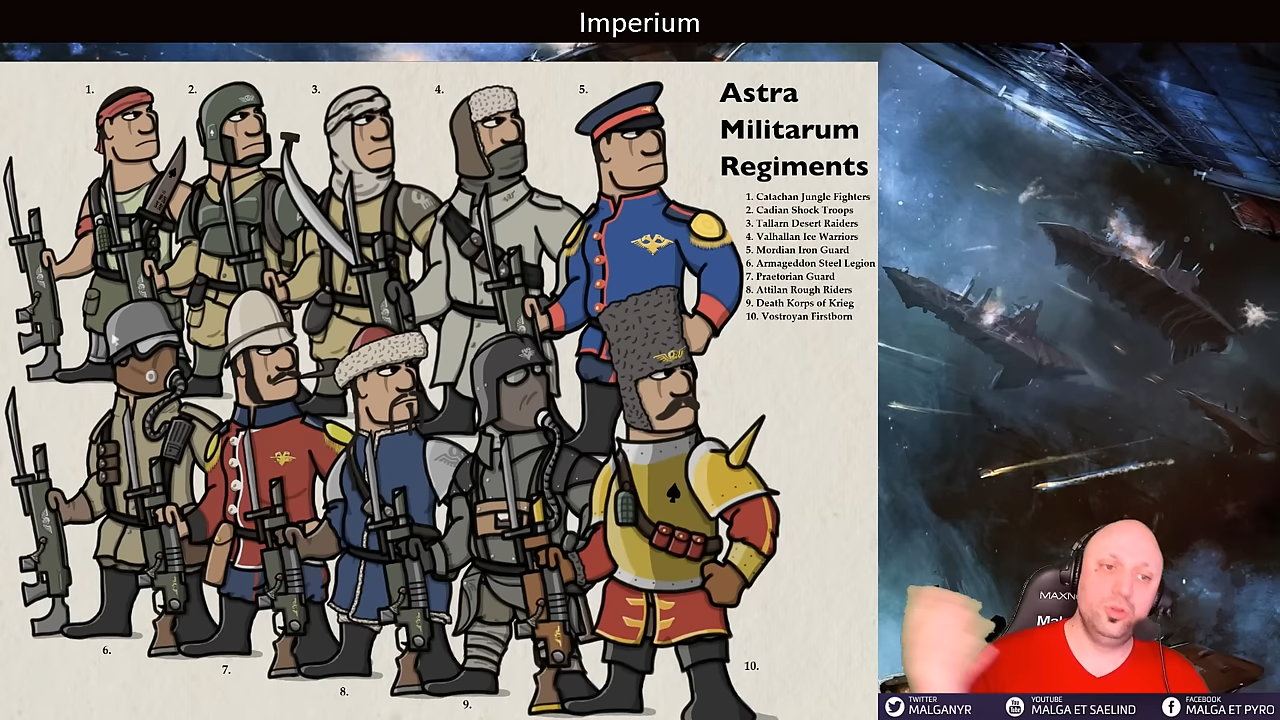 Imperium
1.
2.
3.
4.
5.
Astra
Militarum
Regiments
1. Catachan Jungle Fighters
2. Cadian Shock Troops
3. Tallarn Desert Raiders
4. Valhallan Ice Warriors
5. Mordian Iron Guard
6. Armageddon Steel Legion
7. Praetorian Guard
8. Attilan Rough Riders
9. Death Korps of Krieg
10. Vostroyan Firstborn
6.
7.
8.
9.
10.
TWITTER
MALGANYR
YOUTUBE
MALGA ET SAELIND
FACEBOOK
MALGA ET PYRO